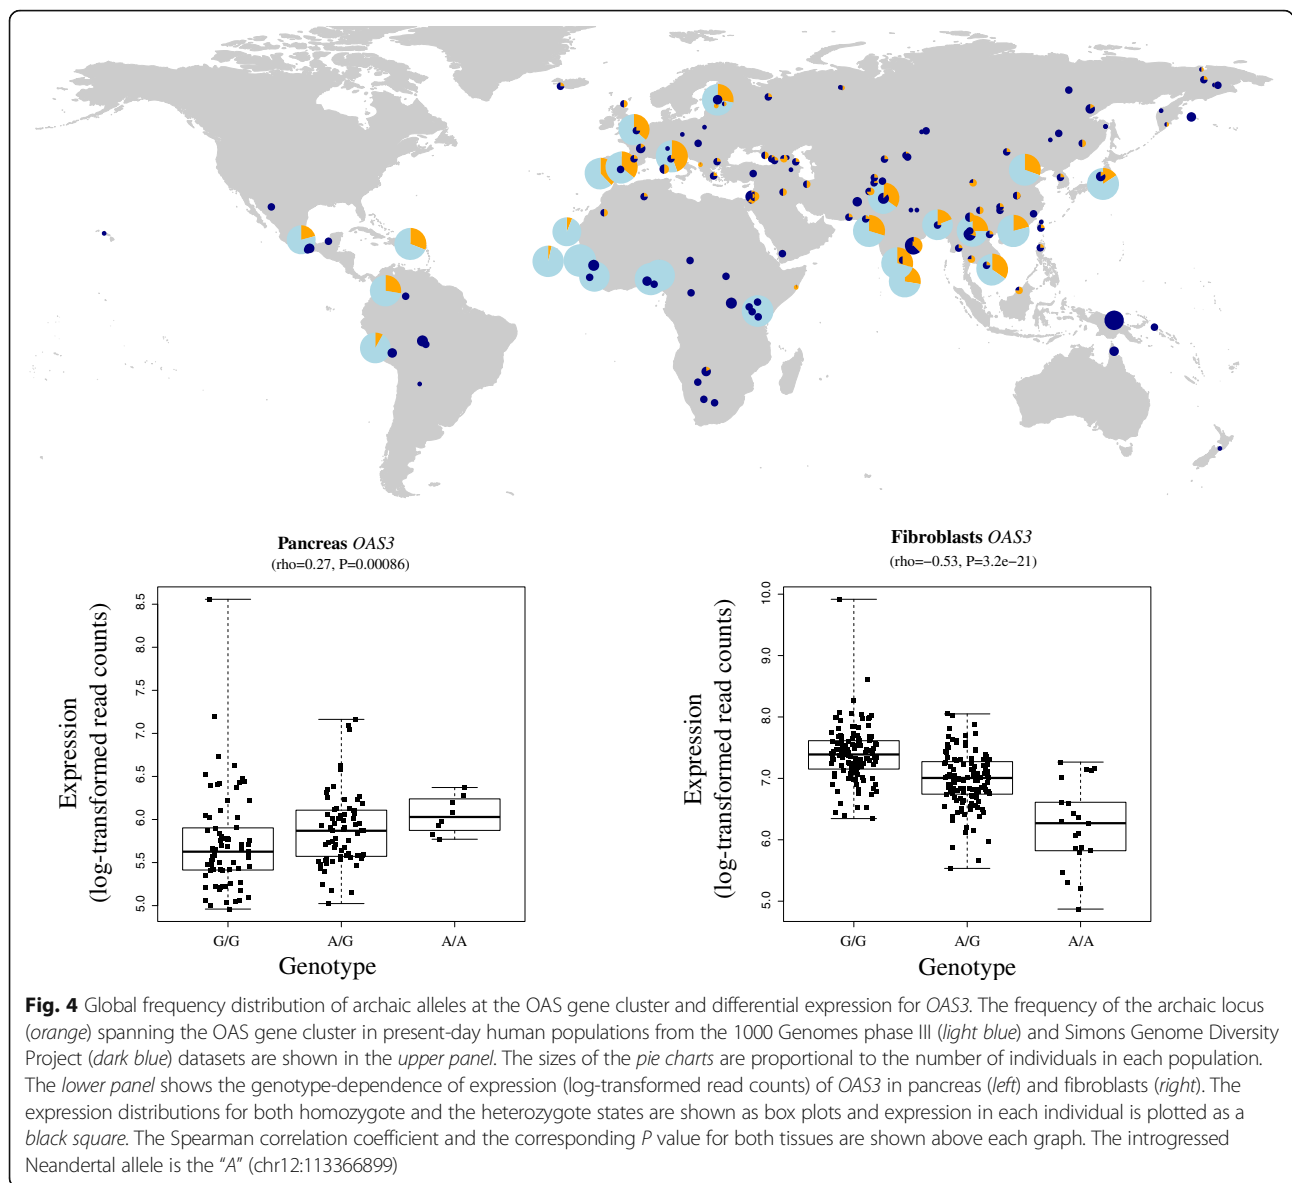 Pancreas OAS3
(rho=0.27, P=0.00086)
Expression
(log-transformed read counts)
8.5
8.0
7.5
7.0
6.5
6.0
5.5
5.0
G/G A/G A/A
Genotype
Fibroblasts OAS3
(rho=−0.53, P=3.2e−21)
Expression
(log-transformed read counts)
10.0
9.0
8.0
7.0
6.0
5.0
G/G A/G A/A
Genotype
Fig. 4 Global frequency distribution of archaic alleles at the OAS gene cluster and differential expression for OAS3. The frequency of the archaic locus
(orange) spanning the OAS gene cluster in present-day human populations from the 1000 Genomes phase III (light blue) and Simons Genome Diversity
Project (dark blue) datasets are shown in the upper panel. The sizes of the pie charts are proportional to the number of individuals in each population.
The lower panel shows the genotype-dependence of expression (log-transformed read counts) of OAS3 in pancreas (left) and fibroblasts (right). The
expression distributions for both homozygote and the heterozygote states are shown as box plots and expression in each individual is plotted as a
black square. The Spearman correlation coefficient and the corresponding P value for both tissues are shown above each graph. The introgressed
Neandertal allele is the “A” (chr12:113366899)